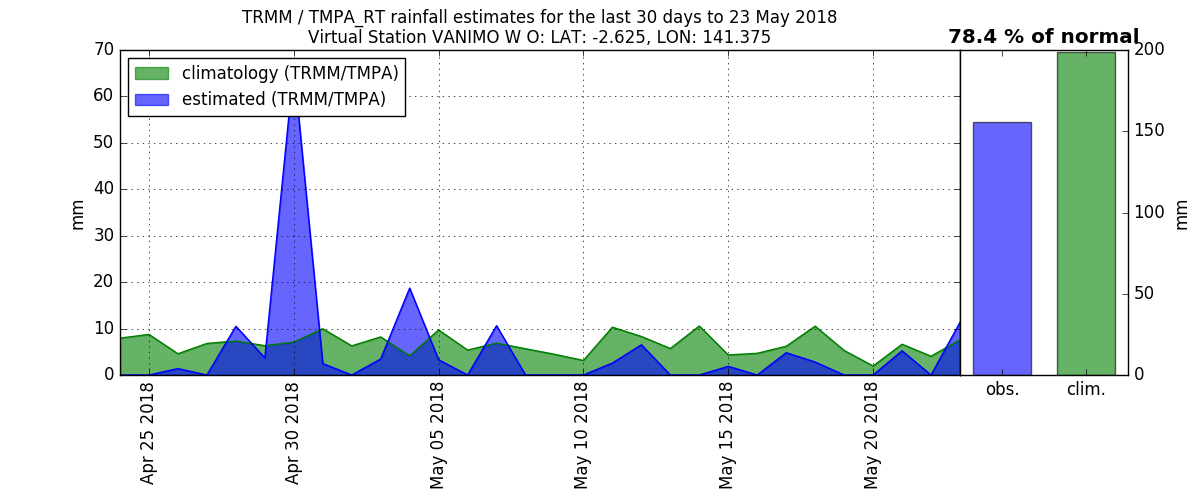 TRMM / TMPA_RT rainfall estimates for the last 30 days to 23 May 2018
Virtual Station VANIMO W O: LAT: -2.625, LON: 141.375
78.4 % of normal
climatology (TRMM/TMPA)
estimated (TRMM/TMPA)
70
60
50
40
30
20
10
0
mm
Apr 25 2018
Apr 30 2018
May 05 2018
May 10 2018
May 15 2018
May 20 2018
obs.
clim.
200
150
100
50
0
mm